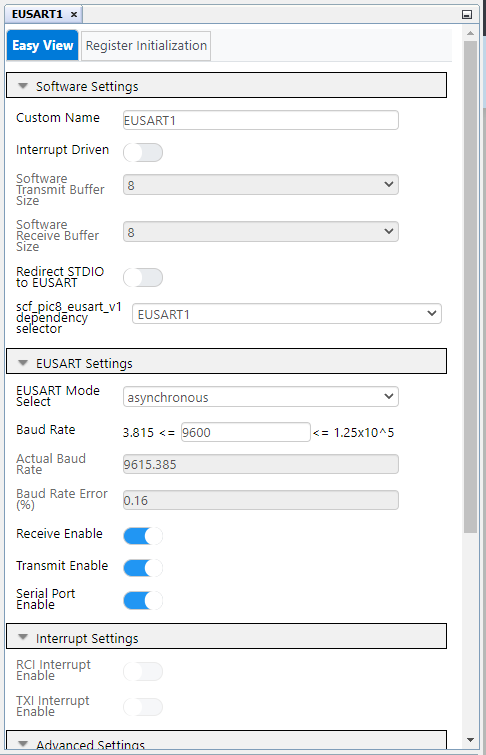 EUSART1 ×
Easy View
Register Initialization
Software Settings
Custom Name
EUSART1
Interrupt Driven
Software
Transmit Buffer
Size
8
Software
Receive Buffer
Size
8
Redirect STDIO
to EUSART
scf_pic8_eusart_v1
dependency
selector
EUSART1
EUSART Settings
EUSART Mode
Select
asynchronous
Baud Rate
3.815 <= 9600 <= 1.25x10^5
Actual Baud
Rate
9615.385
Baud Rate Error
(%)
0.16
Receive Enable
Transmit Enable
Serial Port
Enable
Interrupt Settings
RCI Interrupt
Enable
TXI Interrupt
Enable
Advanced Settings